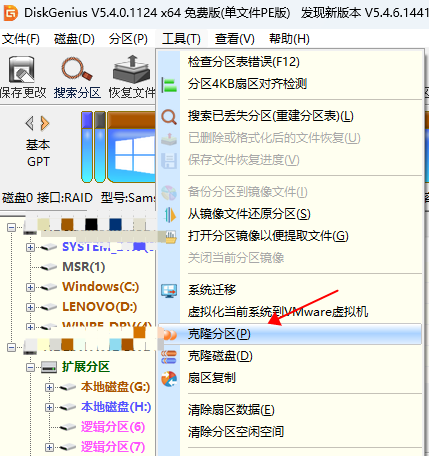 DiskGenius V5.4.0.1124 x64 免费版(单文件PE版) 发现新版本 V5.4.6.1441
文件(F) 磁盘(D) 分区(P) 工具(T) 查看(V) 帮助(H)
保存更改 搜索分区 恢复文件
基本
GPT
磁盘0 接口:RAID 型号:Sams
MSR(1)
Windows(C:)
LENOVO(D:)
WINRE_DRV(4)
扩展分区
本地磁盘(G:)
本地磁盘(H:)
逻辑分区(6)
逻辑分区(7)
检查分区表错误(F12)
分区4KB扇区对齐检测
搜索已丢失分区(重建分区表)(L)
已删除或格式化后的文件恢复(U)
保存文件恢复进度(V)
备份分区到镜像文件(I)
从镜像文件还原分区(S)
打开分区镜像以便提取文件(G)
关闭当前分区镜像
系统迁移
虚拟化当前系统到VMware虚拟机
克隆分区(P)
克隆磁盘(D)
扇区复制
清除扇区数据(E)
清除分区空闲空间